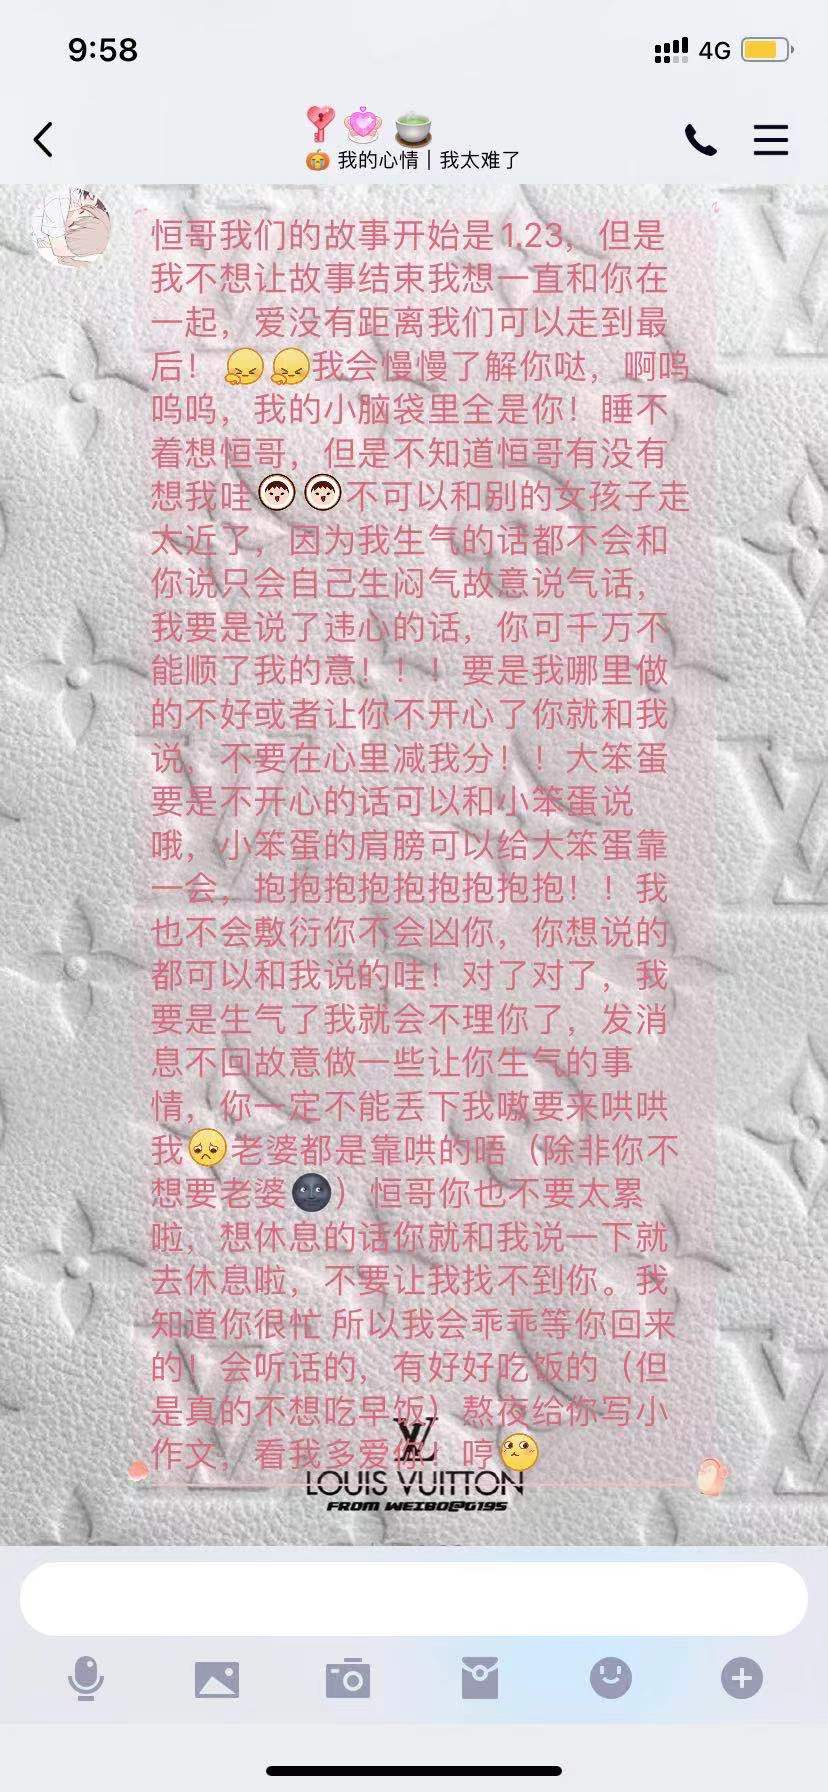 9:58
4G
我的心情｜我太难了
恒哥我们的故事开始是1.23，但是
我不想让故事结束我想一直和你在
一起，爱没有距离我们可以走到最
后！我会慢慢了解你哒，啊呜
呜呜，我的小脑袋里全是你！睡不
着想恒哥，但是不知道恒哥有没有
想我哇不可以和别的女孩子走
太近了，因为我生气的话都不会和
你说只会自己生闷气故意说气话，
我要是说了违心的话，你可千万不
能顺了我的意！！！要是我哪里做
的不好或者让你不开心了你就和我
说，不要在心里减我分！！大笨蛋
要是不开心的话可以和小笨蛋说
哦，小笨蛋的肩膀可以给大笨蛋靠
一会，抱抱抱抱抱抱抱抱抱！！我
也不会敷衍你不会凶你，你想说的
都可以和我说的哇！对了对了，我
要是生气了我就会不理你了，发消
息不回故意做一些让你生气的事
情，你一定不能丢下我嗷要来哄哄
我老婆都是靠哄的唔（除非你不
想要老婆）恒哥你也不要太累
啦，想休息的话你就和我说一下就
去休息啦，不要让我找不到你。我
知道你很忙 所以我会乖乖等你回来
的！会听话的，有好好吃饭的（但
是真的不想吃早饭）熬夜给你写小
作文，看我多爱你！哼
LV
LOUIS VUITTON
FROM WEIBO@G195